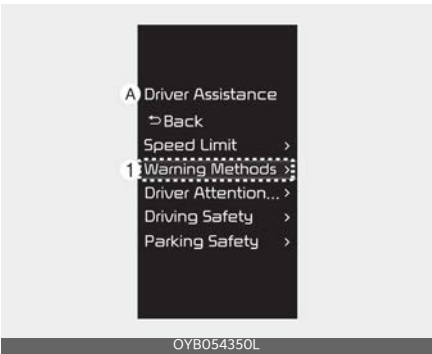 A Driver Assistance
⮌Back
Speed Limit >
1 Warning Methods >
Driver Attention... >
Driving Safety >
Parking Safety >
OYB054350L